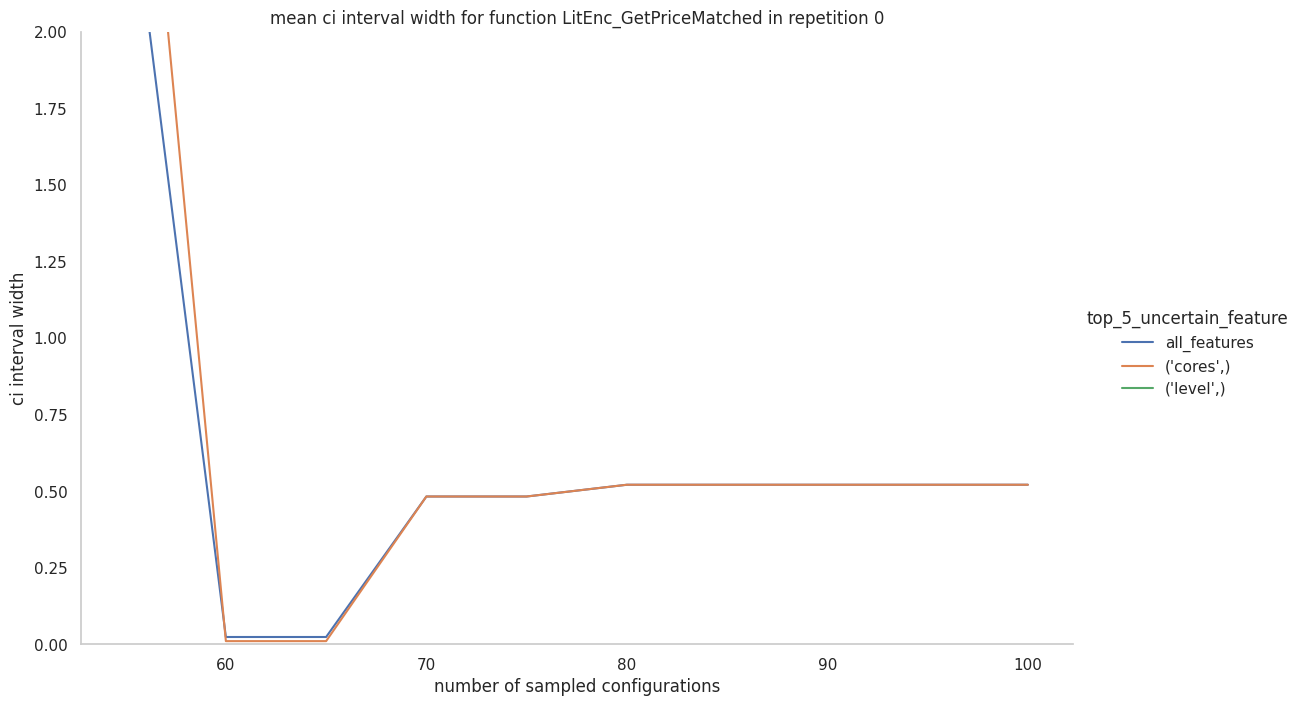 mean ci interval width for function LitEnc_GetPriceMatched in repetition 0
2.00
1.75
1.50
1.25
1.00
0.75
0.50
0.25
0.00
ci interval width
60
70
80
90
100
number of sampled configurations
top_5_uncertain_feature
all_features
('cores',)
('level',)